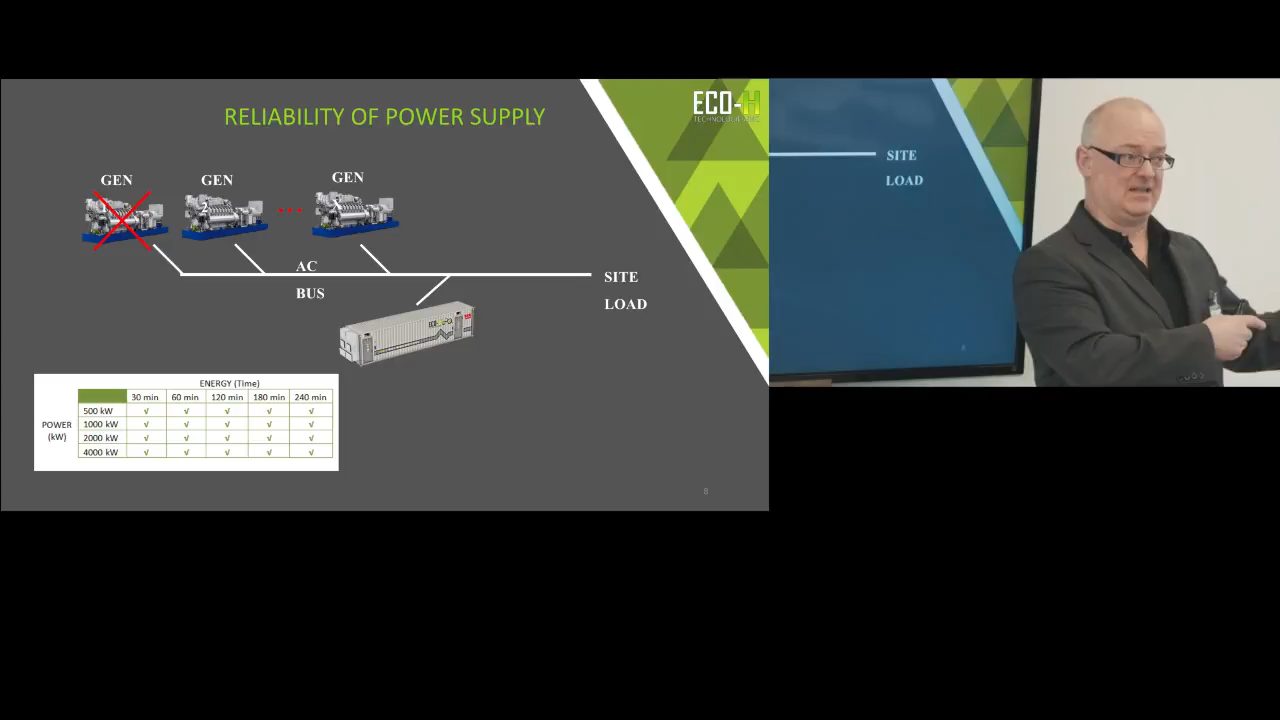 RELIABILITY OF POWER SUPPLY
ECO-H
TECHNOLOGIES INC
GEN
GEN
2
GEN
AC
BUS
SITE
LOAD
ENERGY (Time)
30 min 60 min 120 min 180 min 240 min
POWER
(kW)
500 kW √ √ √ √ √
1000 kW √ √ √ √ √
2000 kW √ √ √ √ √
4000 kW √ √ √ √ √
8
SITE
LOAD